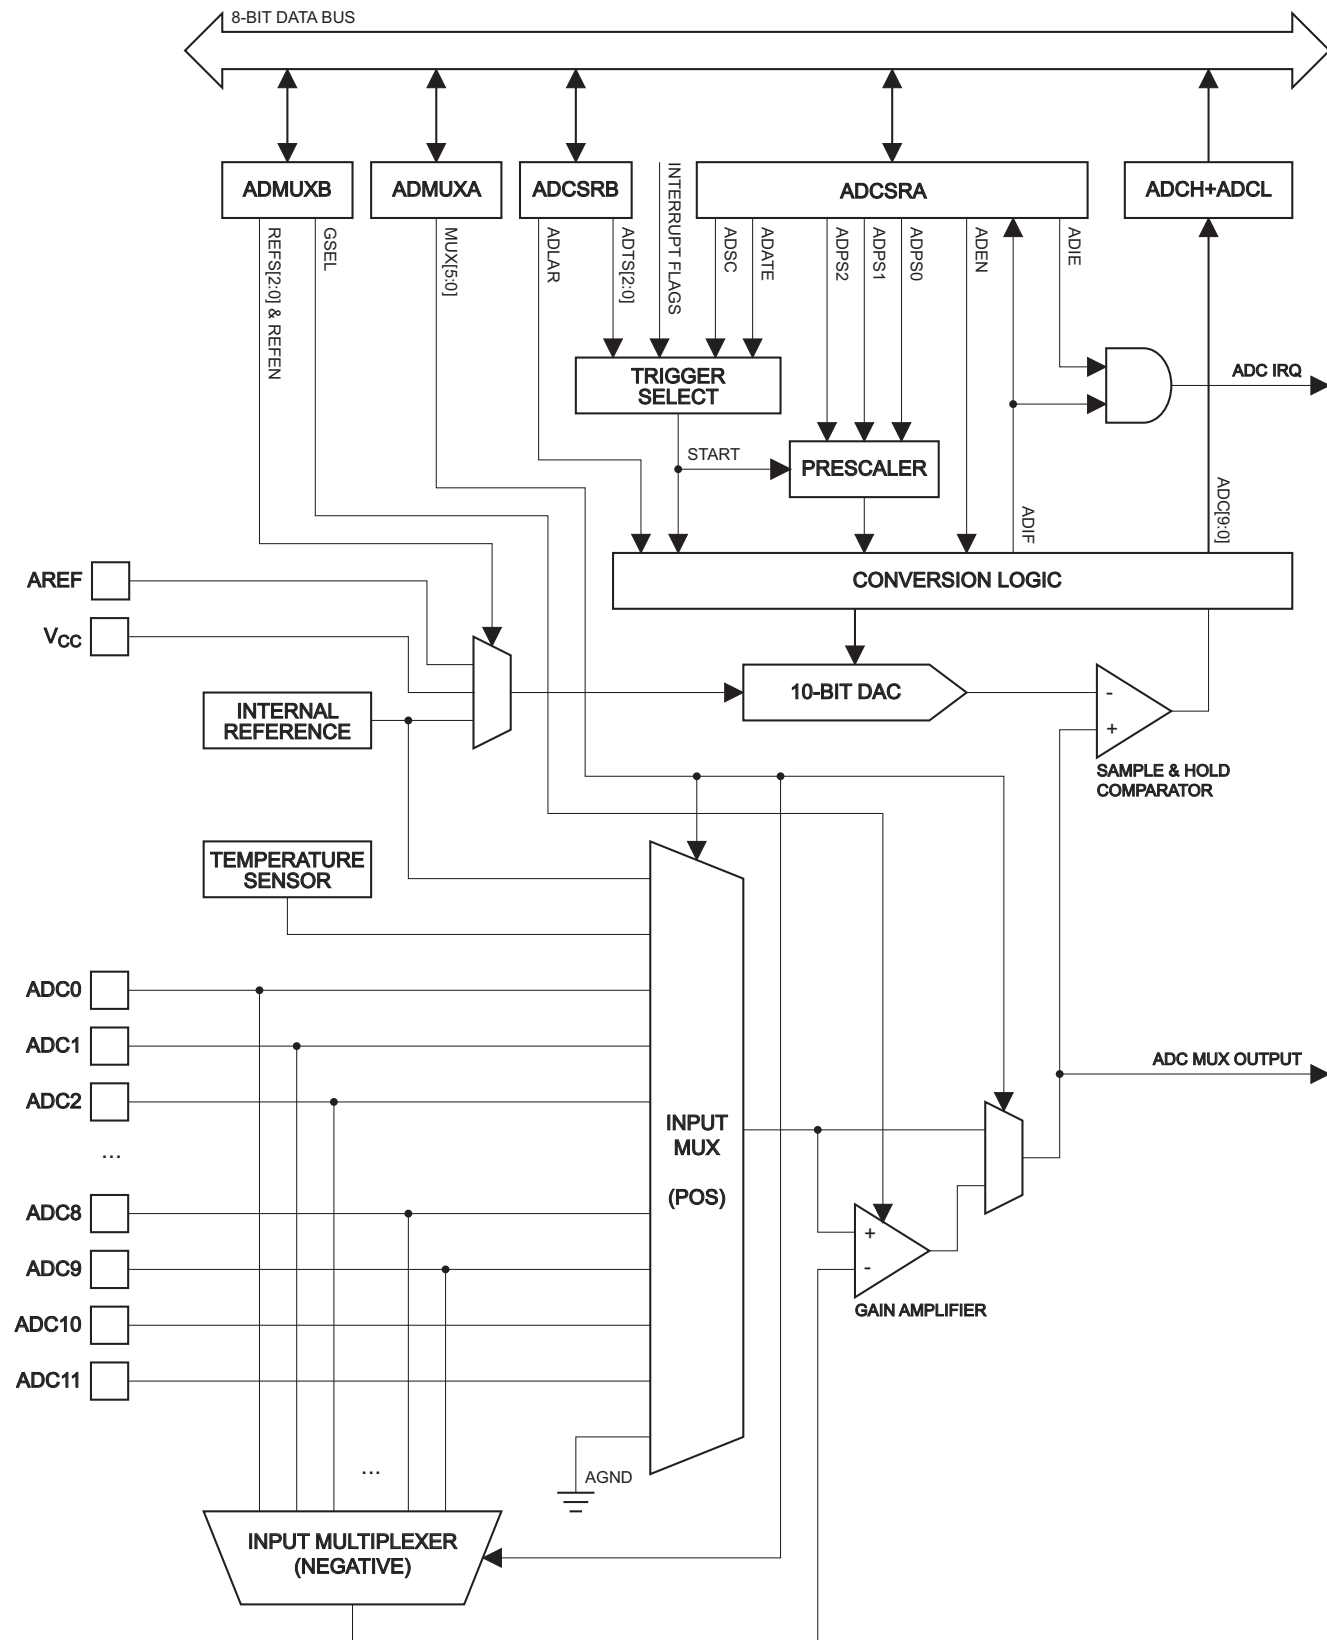 8-BIT DATA BUS
ADMUXB
ADMUXA
ADCSRB
ADCSRA
ADCH+ADCL
REFS[2:0] & REFEN
GSEL
MUX[5:0]
ADLAR
ADTS[2:0]
INTERRUPT FLAGS
ADSC
ADATE
ADPS2
ADPS1
ADPS0
ADEN
ADIE
TRIGGER
SELECT
ADC IRQ
START
PRESCALER
ADIF
ADC[9:0]
AREF
CONVERSION LOGIC
VCC
INTERNAL
REFERENCE
10-BIT DAC
-
+
SAMPLE & HOLD
COMPARATOR
TEMPERATURE
SENSOR
ADC0
ADC1
ADC MUX OUTPUT
ADC2
INPUT
MUX
(POS)
...
ADC8
+
-
ADC9
GAIN AMPLIFIER
ADC10
ADC11
...
AGND
INPUT MULTIPLEXER
(NEGATIVE)